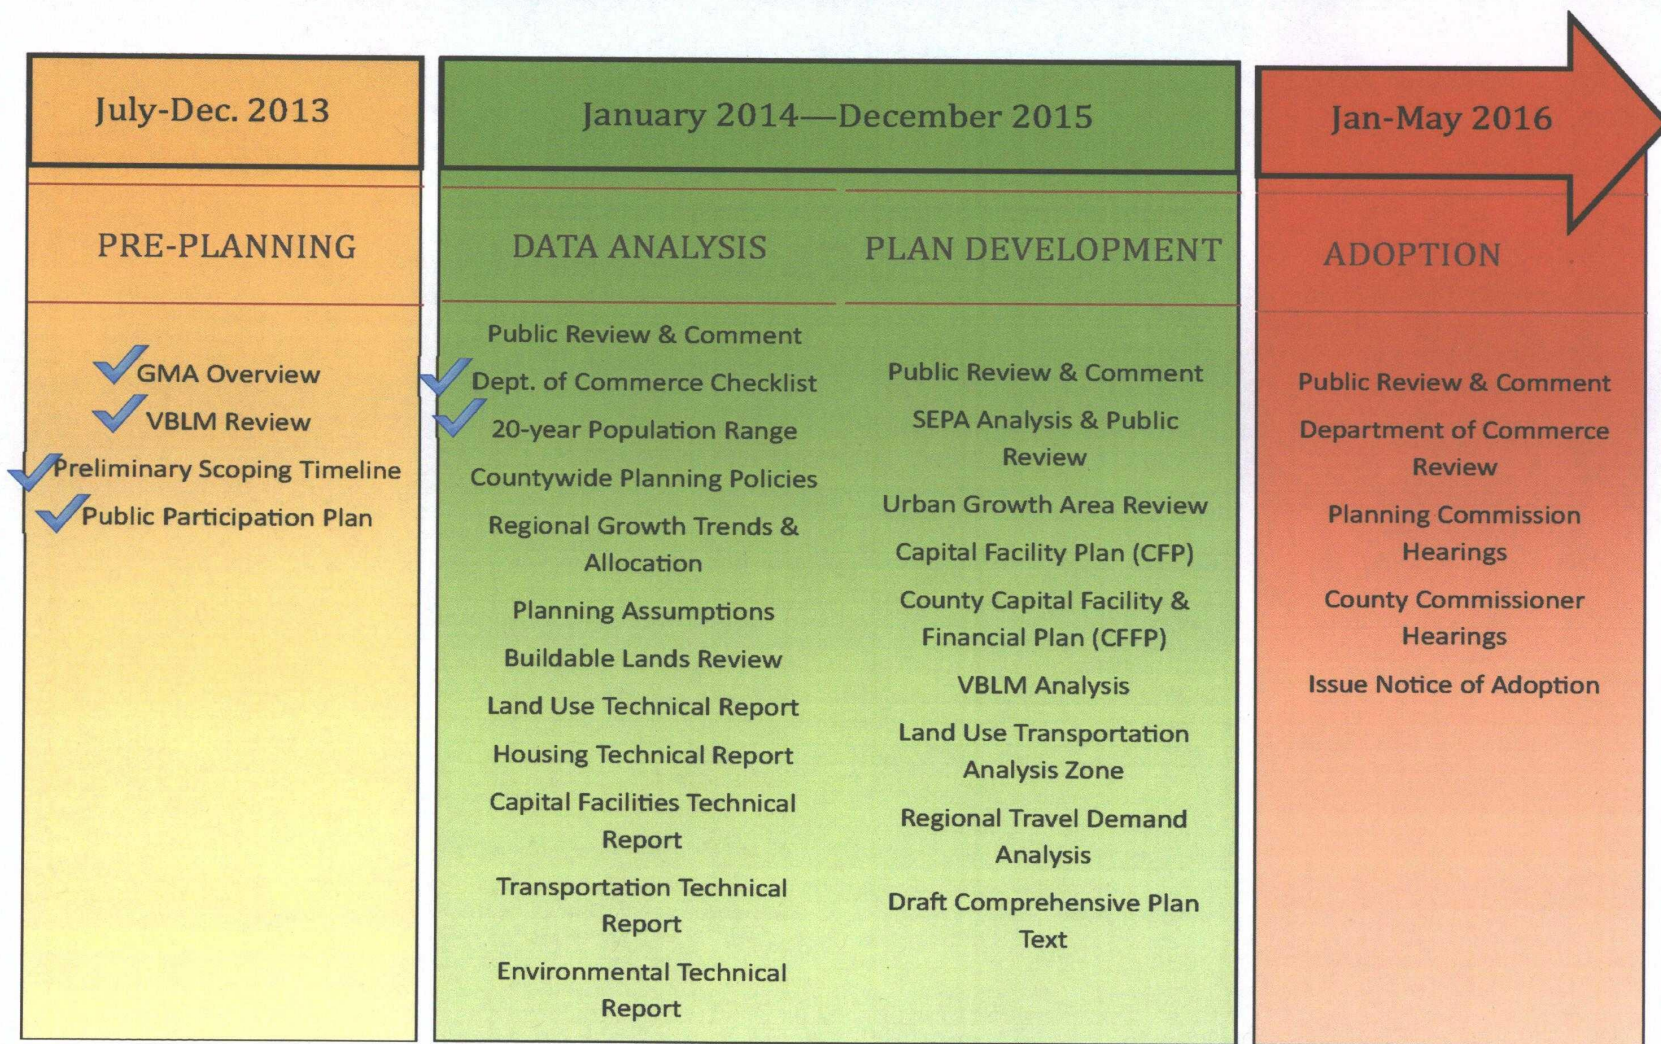 July-Dec. 2013
January 2014—December 2015
Jan-May 2016
PRE-PLANNING
GMA Overview
VBLM Review
Preliminary Scoping Timeline
Public Participation Plan
DATA ANALYSIS
Public Review & Comment
Dept. of Commerce Checklist
20-year Population Range
Countywide Planning Policies
Regional Growth Trends &
Allocation
Planning Assumptions
Buildable Lands Review
Land Use Technical Report
Housing Technical Report
Capital Facilities Technical
Report
Transportation Technical
Report
Environmental Technical
Report
PLAN DEVELOPMENT
Public Review & Comment
SEPA Analysis & Public
Review
Urban Growth Area Review
Capital Facility Plan (CFP)
County Capital Facility &
Financial Plan (CFFP)
VBLM Analysis
Land Use Transportation
Analysis Zone
Regional Travel Demand
Analysis
Draft Comprehensive Plan
Text
ADOPTION
Public Review & Comment
Department of Commerce
Review
Planning Commission
Hearings
County Commissioner
Hearings
Issue Notice of Adoption